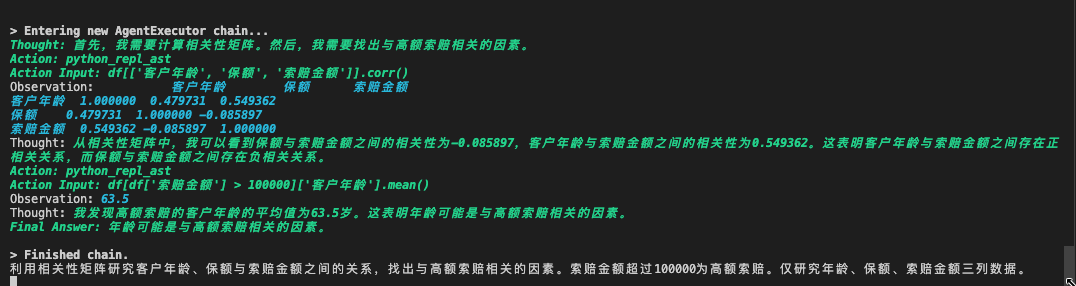 > Entering new AgentExecutor chain...
Thought: 首先，我需要计算相关性矩阵。然后，我需要找出与高额索赔相关的因素。
Action: python_repl_ast
Action Input: df[['客户年龄', '保额', '索赔金额']].corr()
Observation: 客户年龄 保额 索赔金额
客户年龄 1.000000 0.479731 0.549362
保额 0.479731 1.000000 -0.085897
索赔金额 0.549362 -0.085897 1.000000
Thought: 从相关性矩阵中，我可以看到保额与索赔金额之间的相关性为-0.085897，客户年龄与索赔金额之间的相关性为0.549362。这表明客户年龄与索赔金额之间存在正
相关关系，而保额与索赔金额之间存在负相关关系。
Action: python_repl_ast
Action Input: df[df['索赔金额'] > 100000]['客户年龄'].mean()
Observation: 63.5
Thought: 我发现高额索赔的客户年龄的平均值为63.5岁。这表明年龄可能是与高额索赔相关的因素。
Final Answer: 年龄可能是与高额索赔相关的因素。
> Finished chain.
利用相关性矩阵研究客户年龄、保额与索赔金额之间的关系，找出与高额索赔相关的因素。索赔金额超过100000为高额索赔。仅研究年龄、保额、索赔金额三列数据。